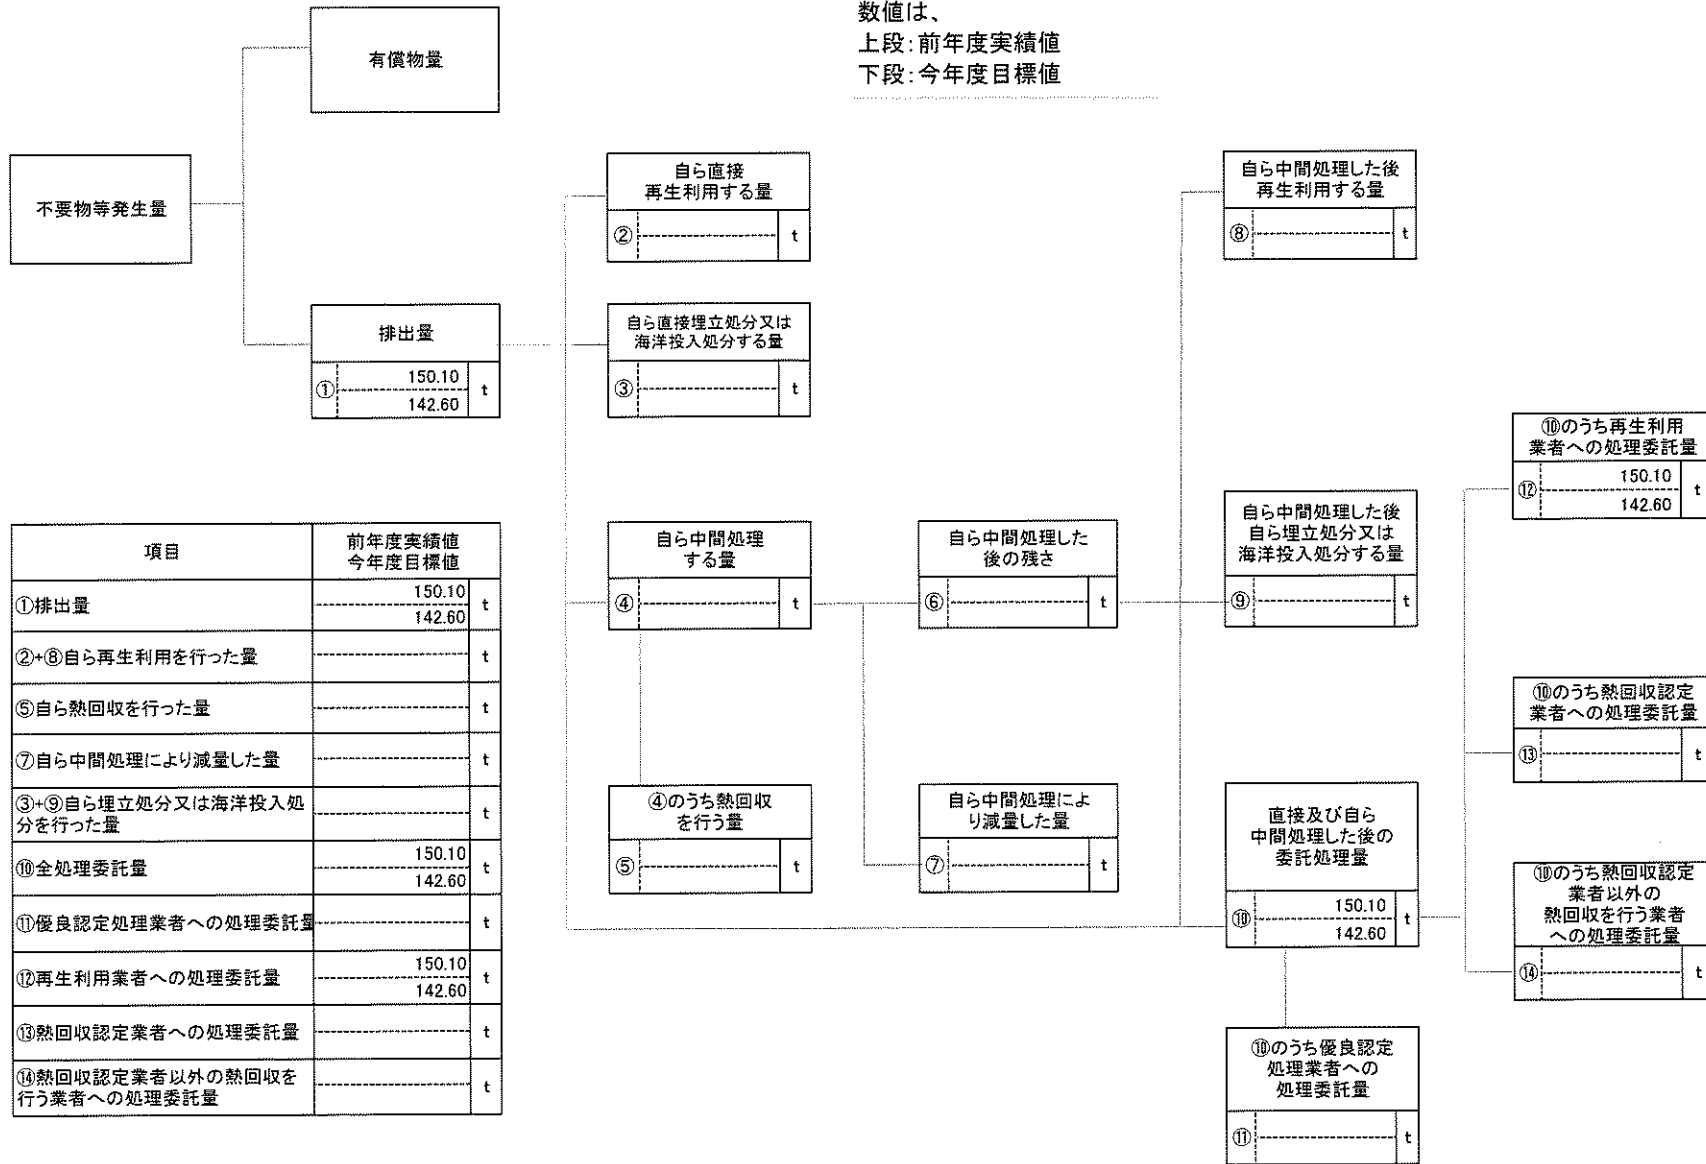 数値は、
上段:前年度実績値
下段:今年度目標値
有償物量
不要物等発生量
排出量
①
150.10
142.60
t
自ら直接
再生利用する量
②
t
自ら直接埋立処分又は
海洋投入処分する量
③
t
自ら中間処理
する量
④
t
④のうち熱回収
を行う量
⑤
t
自ら中間処理した
後の残さ
⑥
t
自ら中間処理によ
り減量した量
⑦
t
自ら中間処理した後
再生利用する量
⑧
t
自ら中間処理した後
自ら埋立処分又は
海洋投入処分する量
⑨
t
直接及び自ら
中間処理した後の
委託処理量
⑩
150.10
142.60
t
⑩のうち優良認定
処理業者への
処理委託量
⑪
t
⑩のうち再生利用
業者への処理委託量
⑫
150.10
142.60
t
⑩のうち熱回収認定
業者への処理委託量
⑬
t
⑩のうち熱回収認定
業者以外の
熱回収を行う業者
への処理委託量
⑭
t
項目
前年度実績値
今年度目標値
①排出量
150.10
142.60
t
②+⑧自ら再生利用を行った量
t
⑤自ら熱回収を行った量
t
⑦自ら中間処理により減量した量
t
③+⑨自ら埋立処分又は海洋投入処
分を行った量
t
⑩全処理委託量
150.10
142.60
t
⑪優良認定処理業者への処理委託量
t
⑫再生利用業者への処理委託量
150.10
142.60
t
⑬熱回収認定業者への処理委託量
t
⑭熱回収認定業者以外の熱回収を
行う業者への処理委託量
t